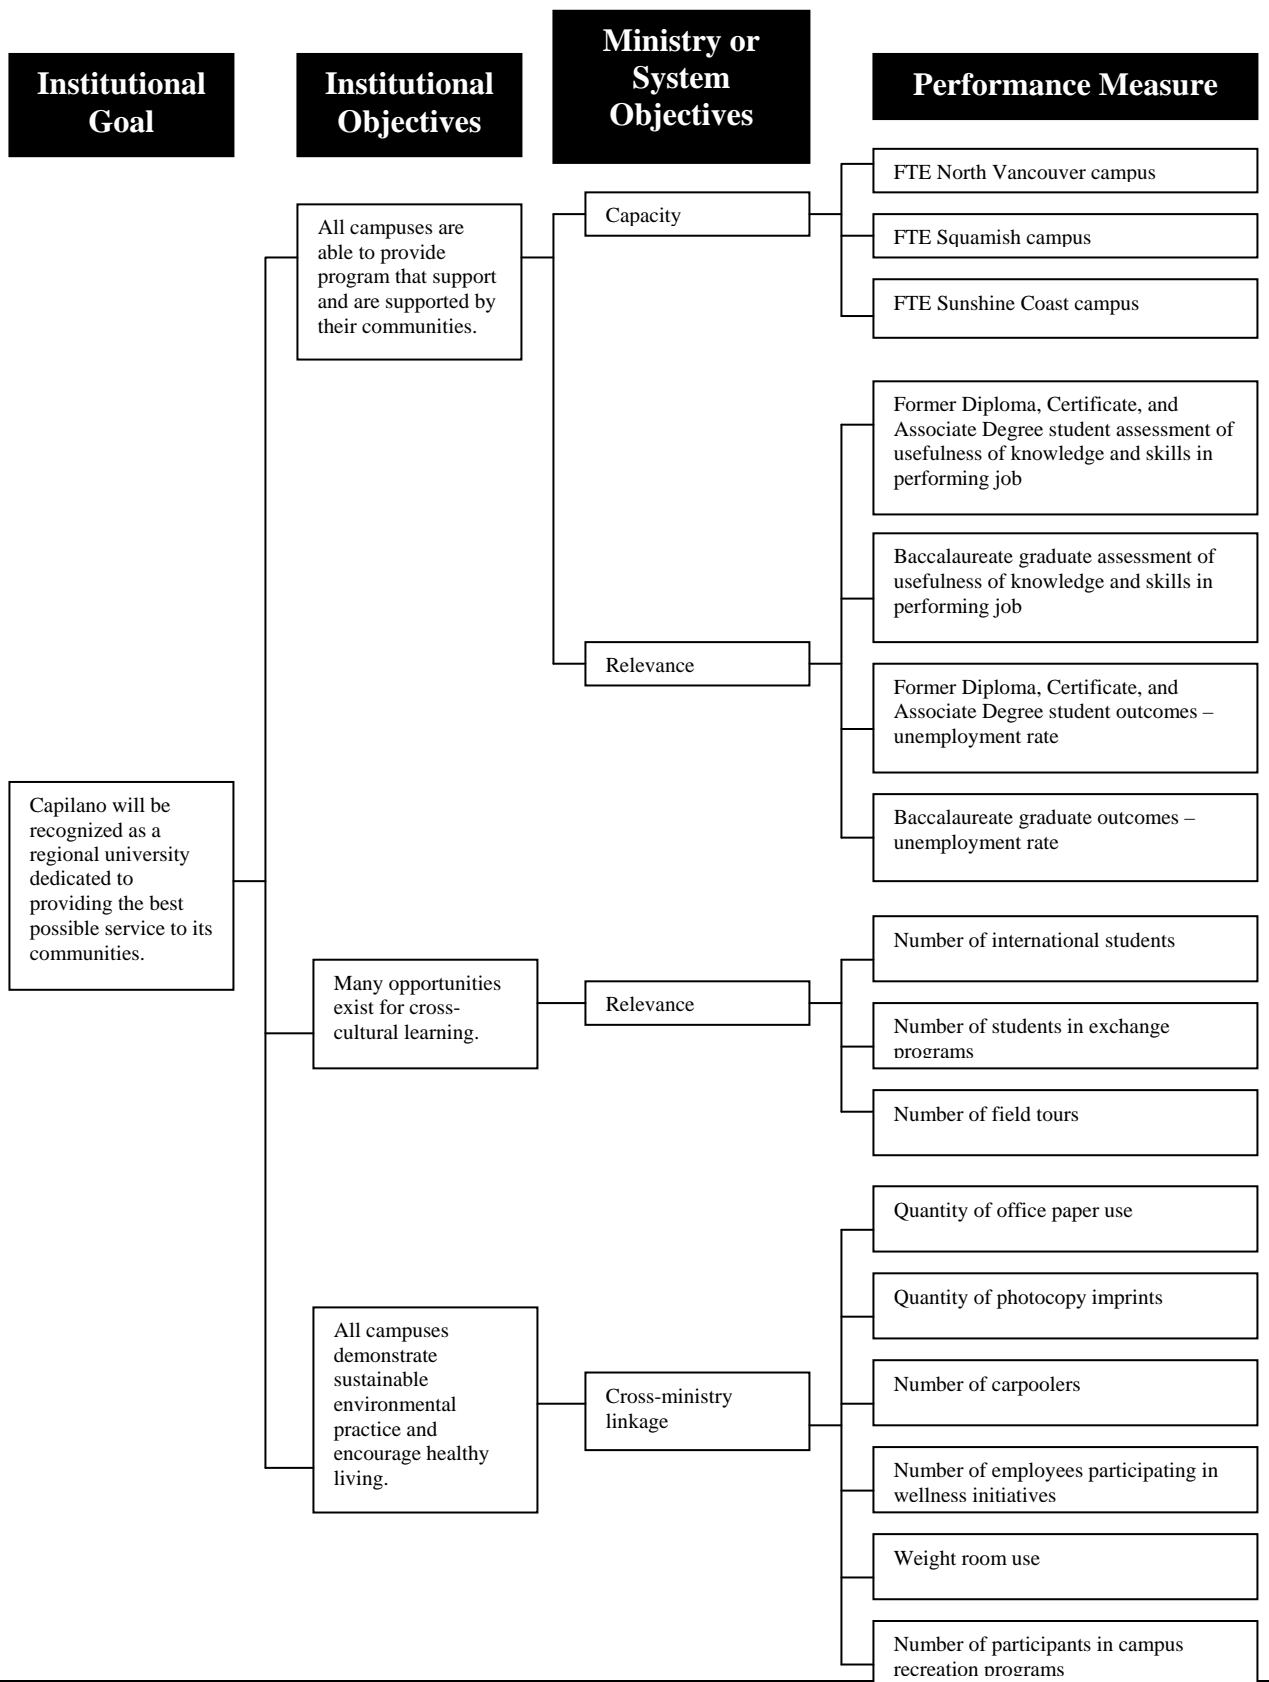 Institutional
Goal
Institutional
Objectives
Ministry or
System
Objectives
Performance Measure
Capilano will be
recognized as a
regional university
dedicated to
providing the best
possible service to its
communities.
All campuses are
able to provide
program that support
and are supported by
their communities.
Capacity
FTE North Vancouver campus
FTE Squamish campus
FTE Sunshine Coast campus
Relevance
Former Diploma, Certificate, and
Associate Degree student assessment of
usefulness of knowledge and skills in
performing job
Baccalaureate graduate assessment of
usefulness of knowledge and skills in
performing job
Former Diploma, Certificate, and
Associate Degree student outcomes –
unemployment rate
Baccalaureate graduate outcomes –
unemployment rate
Many opportunities
exist for cross-
cultural learning.
Relevance
Number of international students
Number of students in exchange
programs
Number of field tours
All campuses
demonstrate
sustainable
environmental
practice and
encourage healthy
living.
Cross-ministry
linkage
Quantity of office paper use
Quantity of photocopy imprints
Number of carpoolers
Number of employees participating in
wellness initiatives
Weight room use
Number of participants in campus
recreation programs